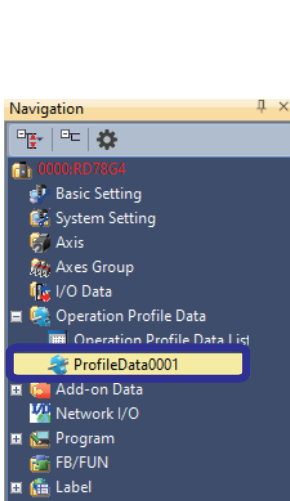 Navigation
0000:RD78G4
Basic Setting
System Setting
Axis
Axes Group
I/O Data
Operation Profile Data
Operation Profile Data List
ProfileData0001
Add-on Data
Network I/O
Program
FB/FUN
Label